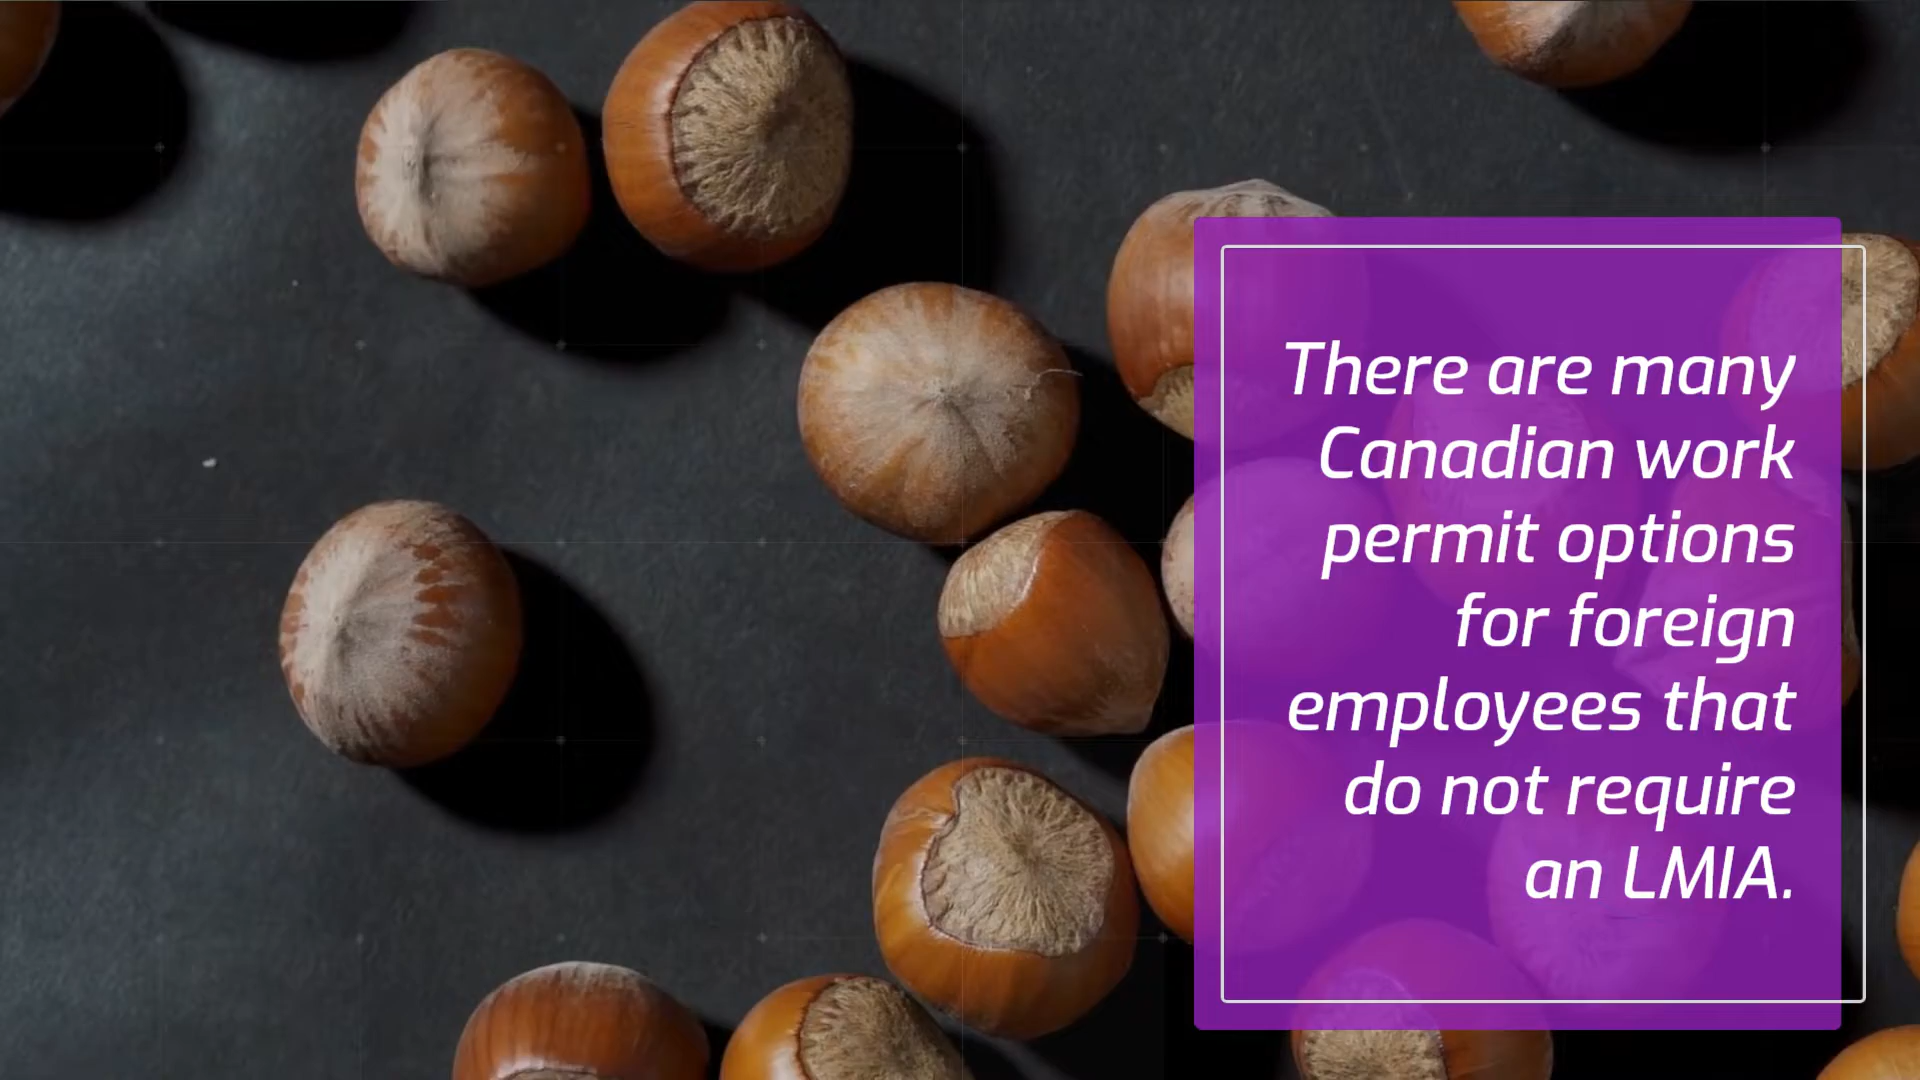 There are many
Canadian work
permit options
for foreign
employees that
do not require
an LMIA.